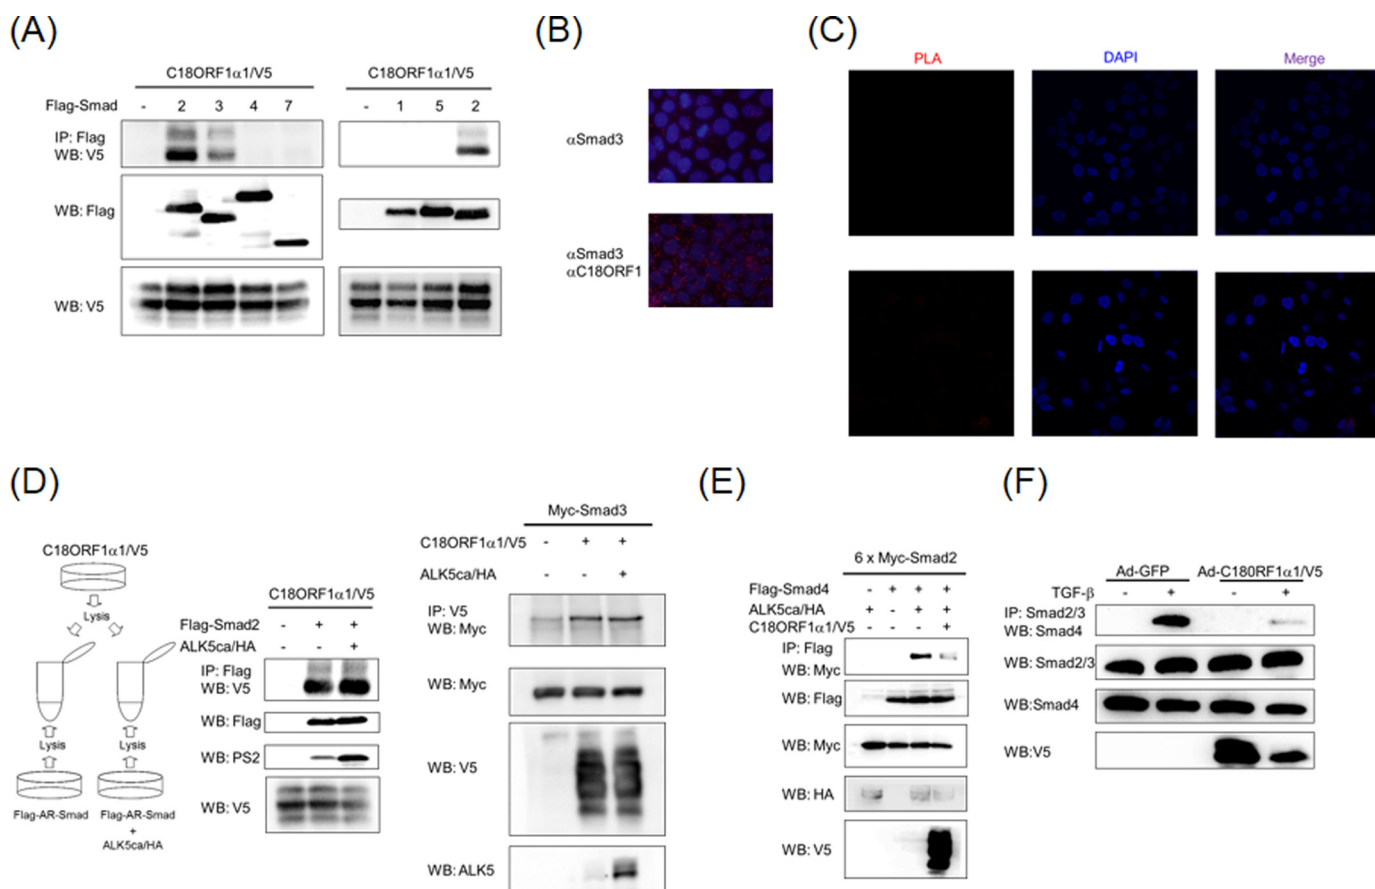 (A)
C18ORF1α1/V5
C18ORF1α1/V5
Flag-Smad - 2 3 4 7
- 1 5 2
IP: Flag
WB: V5
WB: Flag
WB: V5
(B)
αSmad3
αSmad3
αC18ORF1
(C)
PLA DAPI Merge
(D)
C18ORF1α1/V5
Lysis
Lysis Lysis
Flag-AR-Smad
Flag-AR-Smad
+
ALK5ca/HA
C18ORF1α1/V5
Flag-Smad2 - + +
ALK5ca/HA - - +
IP: Flag
WB: V5
WB: Flag
WB: PS2
WB: V5
Myc-Smad3
C18ORF1α1/V5 - + +
ALK5ca/HA - - +
IP: V5
WB: Myc
WB: Myc
WB: V5
WB: ALK5
(E)
6 x Myc-Smad2
Flag-Smad4 - + + +
ALK5ca/HA + - + +
C18ORF1α1/V5 - - - +
IP: Flag
WB: Myc
WB: Flag
WB: Myc
WB: HA
WB: V5
(F)
Ad-GFP Ad-C180RF1α1/V5
TGF-β - + - +
IP: Smad2/3
WB: Smad4
WB: Smad2/3
WB:Smad4
WB:V5